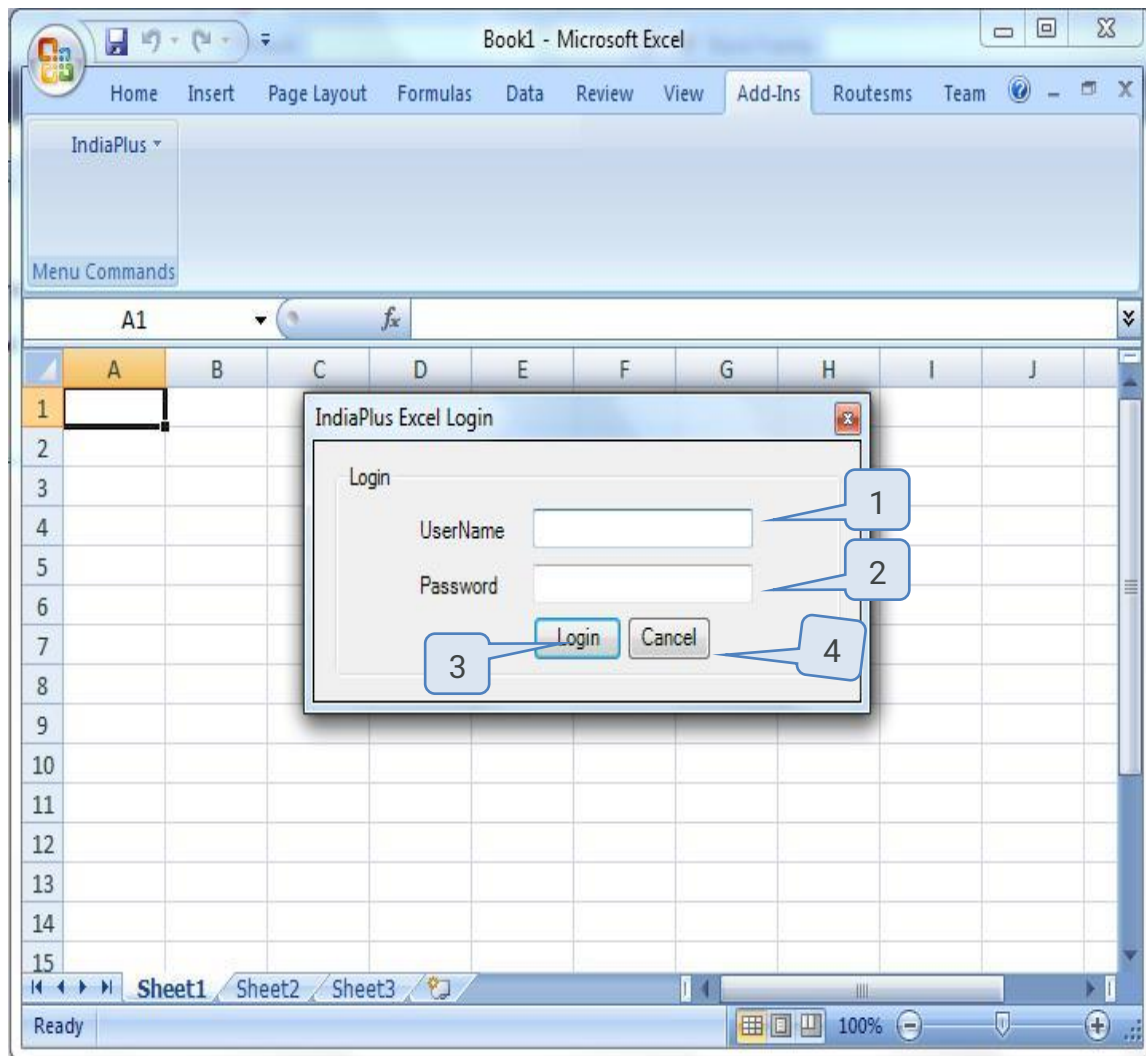 Book1 - Microsoft Excel
Home Insert Page Layout Formulas Data Review View Add-Ins Routesms Team
IndiaPlus
Menu Commands
A1 fx
A B C D E F G H I J
1
2
3
4
5
6
7
8
9
10
11
12
13
14
15
IndiaPlus Excel Login
Login
UserName 1
Password 2
3 Login Cancel 4
Sheet1 Sheet2 Sheet3
Ready 100%